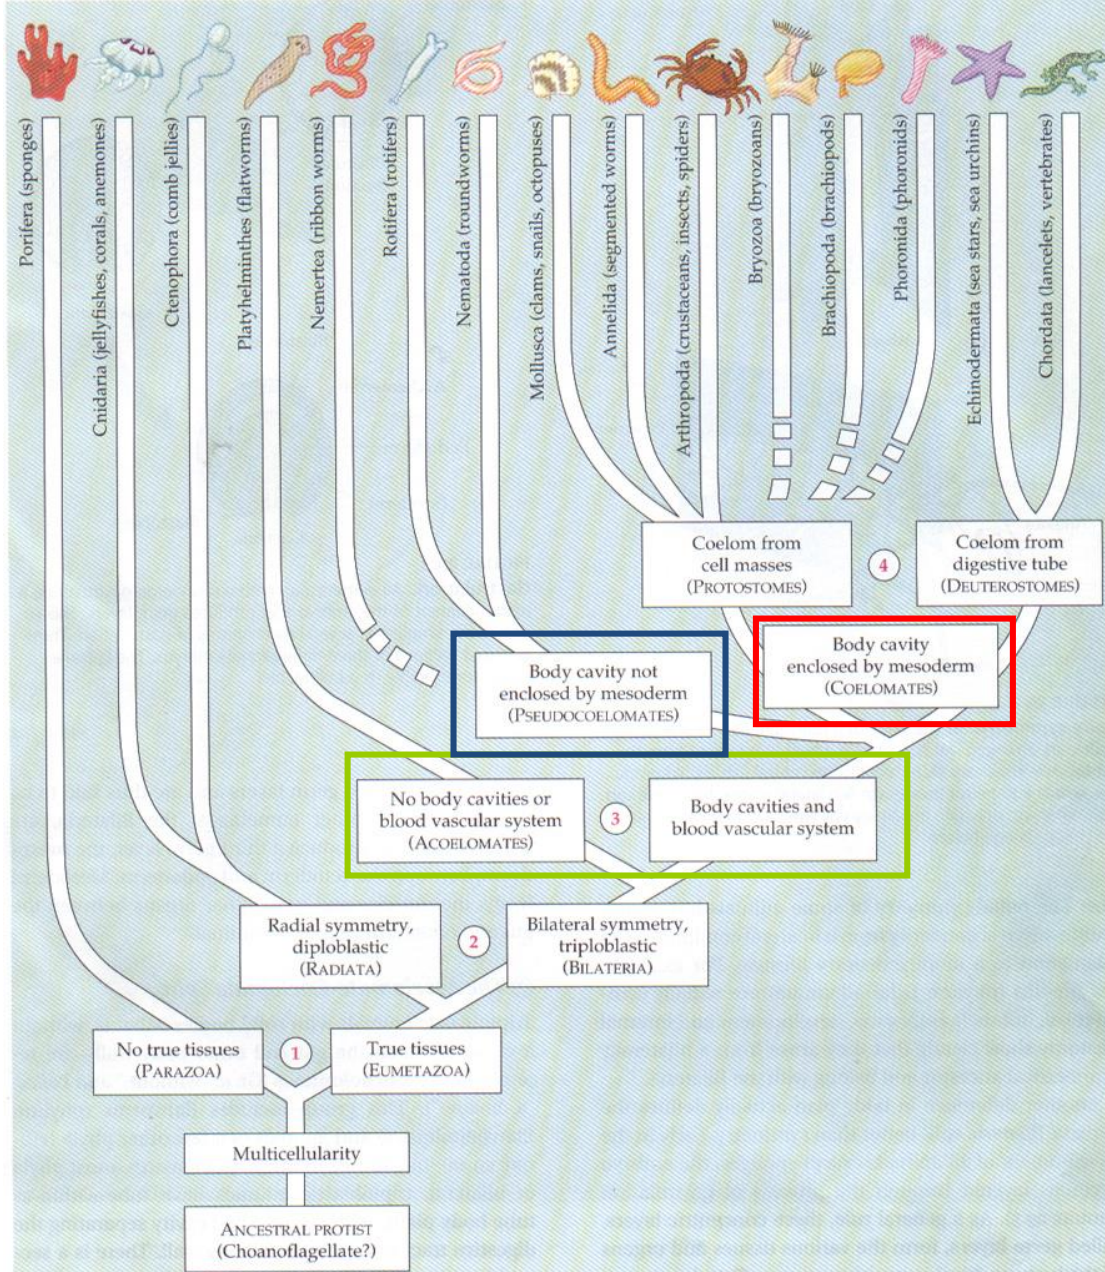 Porifera (sponges)
Cnidaria (jellyfishes, corals, anemones)
Ctenophora (comb jellies)
Platyhelminthes (flatworms)
Nemertea (ribbon worms)
Rotifera (rotifers)
Nematoda (roundworms)
Mollusca (clams, snails, octopuses)
Annelida (segmented worms)
Arthropoda (crustaceans, insects, spiders)
Bryozoa (bryozoans)
Brachiopoda (brachiopods)
Phoronida (phoronids)
Echinodermata (sea stars, sea urchins)
Chordata (lancelets, vertebrates)
Coelom from
cell masses
(PROTOSTOMES)
4
Coelom from
digestive tube
(DEUTEROSTOMES)
Body cavity not
enclosed by mesoderm
(PSEUDOCOELOMATES)
Body cavity
enclosed by mesoderm
(COELOMATES)
No body cavities or
blood vascular system
(ACOELOMATES)
3
Body cavities and
blood vascular system
Radial symmetry,
diploblastic
(RADIATA)
2
Bilateral symmetry,
triploblastic
(BILATERIA)
No true tissues
(PARAZOA)
1
True tissues
(EUMETAZOA)
Multicellularity
ANCESTRAL PROTIST
(Choanoflagellate?)